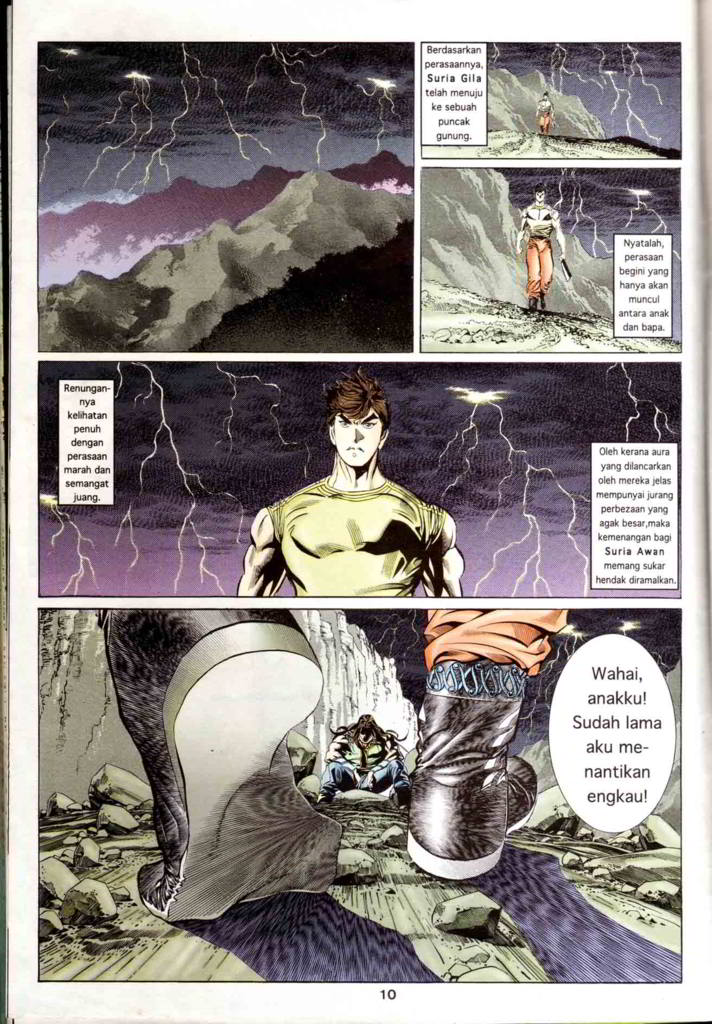 Berdasarkan
perasaannya,
Suria Gila
telah menuju
ke sebuah
puncak
gunung.
Nyatalah,
perasaan
begini yang
hanya akan
muncul
antara anak
dan bapa.
Renungan-
nya
kelihatan
penuh
dengan
perasaan
marah dan
semangat
juang.
Oleh kerana aura
yang dilancarkan
oleh mereka jelas
mempunyai jurang
perbezaan yang
agak besar,maka
kemenangan bagi
Suria Awan
memang sukar
hendak diramalkan.
Wahai,
anakku!
Sudah lama
aku me-
nantikan
engkau!
10